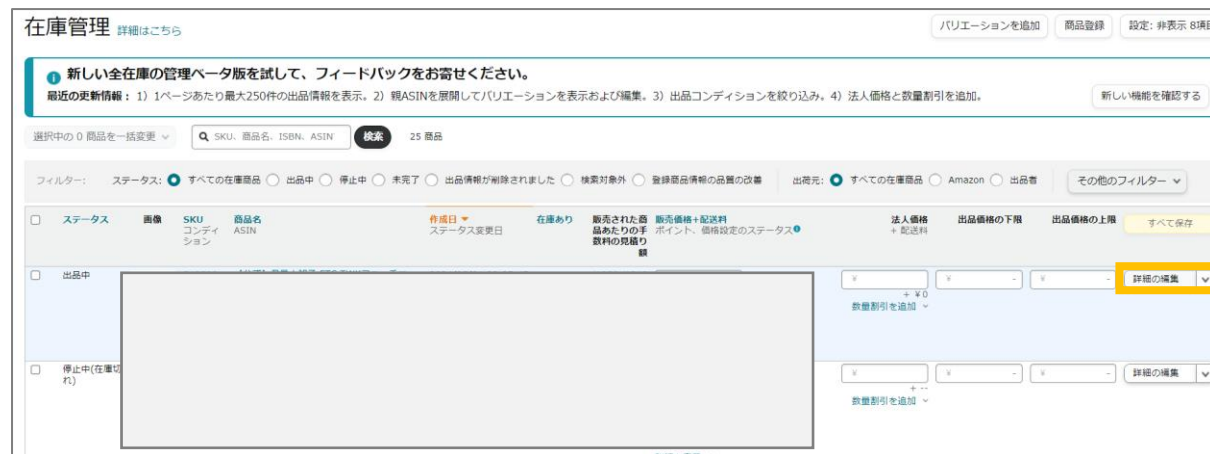 在庫管理 詳細はこちら
バリエーションを追加 商品登録 設定: 非表示 8項目
新しい全在庫の管理ベータ版を試して、フィードバックをお寄せください。
最近の更新情報： 1) 1ページあたり最大250件の出品情報を表示。2) 親ASINを展開してバリエーションを表示および編集。3) 出品コンディションを絞り込み。4) 法人価格と数量割引を追加。
新しい機能を確認する
選択中の 0 商品を一括変更 SKU、商品名、ISBN、ASIN 検索 25 商品
フィルター: ステータス: すべての在庫商品 出品中 停止中 未完了 出品情報が削除されました 検索対象外 登録商品情報の品質の改善 出荷元: すべての在庫商品 Amazon 出品者 その他のフィルター
ステータス 画像 SKU 商品名 作成日 在庫あり 販売された商 販売価格+配送料 法人価格 出品価格の下限 出品価格の上限 すべて保存
コンディ ASIN ステータス変更日 品あたりの手 ポイント、価格設定のステータス + 配送料
ション 数料の見積り
額
出品中 ¥ ¥ - ¥ - 詳細の編集
+ ¥0
数量割引を追加
停止中(在庫切 ¥ ¥ - ¥ - 詳細の編集
れ) + --
数量割引を追加